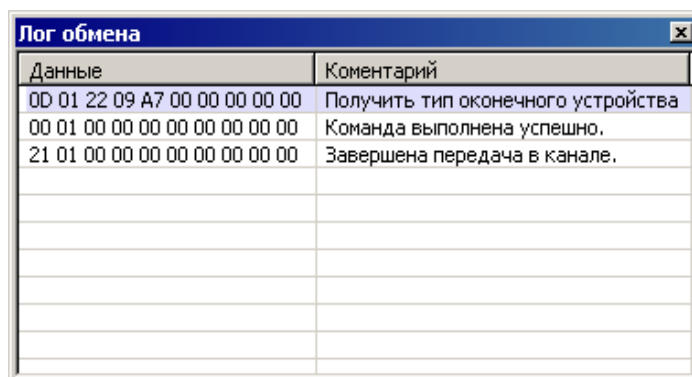 Лог обмена
Данные Коментарий
0D 01 22 09 A7 00 00 00 00 00 Получить тип оконечного устройства
00 01 00 00 00 00 00 00 00 00 Команда выполнена успешно.
21 01 00 00 00 00 00 00 00 00 Завершена передача в канале.